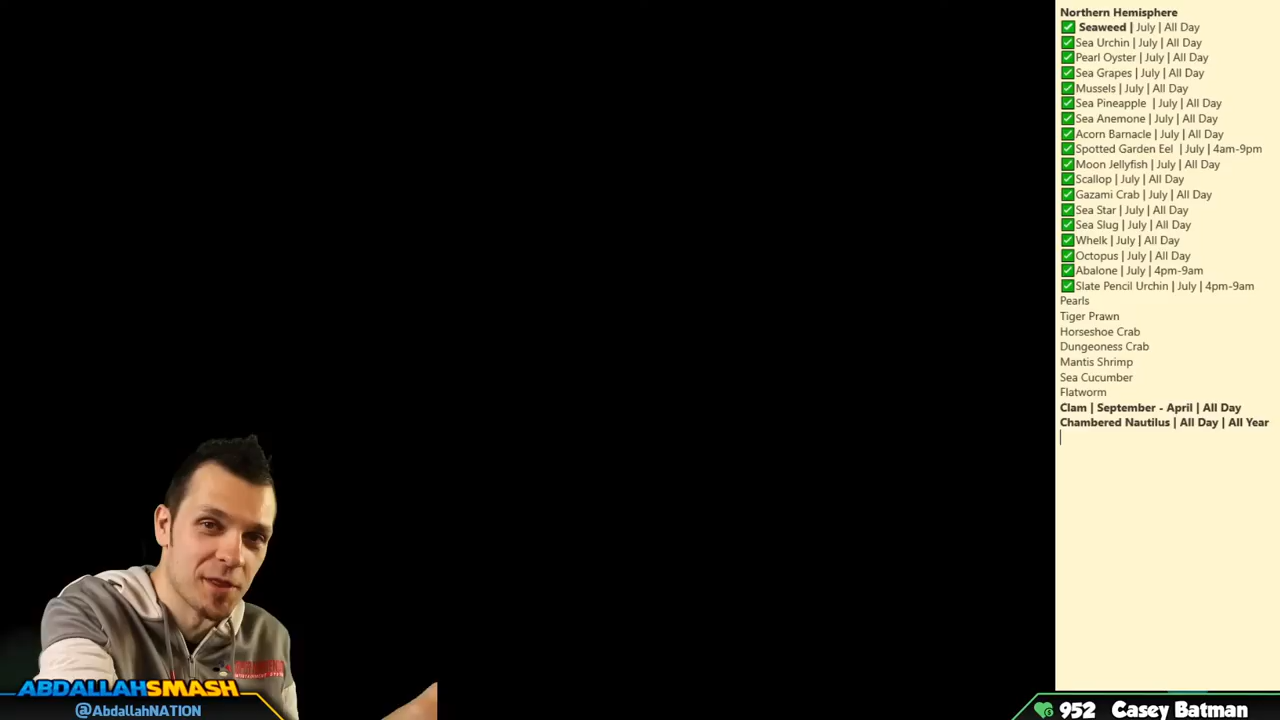 Northern Hemisphere
✅ Seaweed | July | All Day
✅Sea Urchin | July | All Day
✅Pearl Oyster | July | All Day
✅Sea Grapes | July | All Day
✅Mussels | July | All Day
✅Sea Pineapple | July | All Day
✅Sea Anemone | July | All Day
✅Acorn Barnacle | July | All Day
✅Spotted Garden Eel | July | 4am-9pm
✅Moon Jellyfish | July | All Day
✅Scallop | July | All Day
✅Gazami Crab | July | All Day
✅Sea Star | July | All Day
✅Sea Slug | July | All Day
✅Whelk | July | All Day
✅Octopus | July | All Day
✅Abalone | July | 4pm-9am
✅Slate Pencil Urchin | July | 4pm-9am
Pearls
Tiger Prawn
Horseshoe Crab
Dungeoness Crab
Mantis Shrimp
Sea Cucumber
Flatworm
Clam | September - April | All Day
Chambered Nautilus | All Day | All Year
ABDALLAHSMASH
@AbdallahNATION
952 Casey Batman